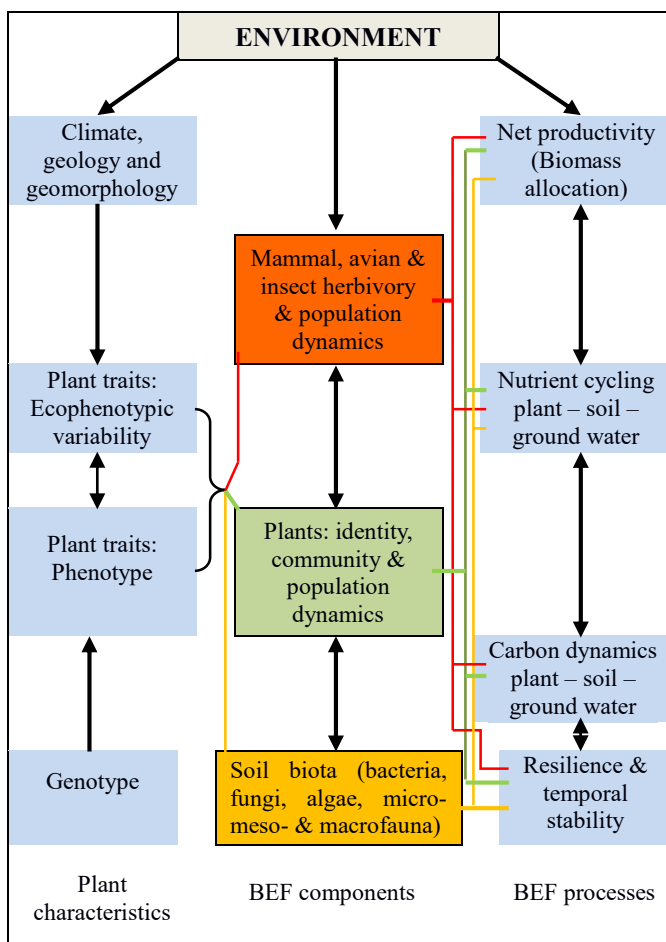 ENVIRONMENT
Climate,
geology and
geomorphology
Plant traits:
Ecophenotypic
variability
Plant traits:
Phenotype
Genotype
Plant
characteristics
Mammal, avian &
insect herbivory
& population
dynamics
Plants: identity,
community &
population
dynamics
Soil biota (bacteria,
fungi, algae, micro-
meso- & macrofauna)
BEF components
Net productivity
(Biomass
allocation)
Nutrient cycling
plant – soil –
ground water
Carbon dynamics
plant – soil –
ground water
Resilience &
temporal
stability
BEF processes